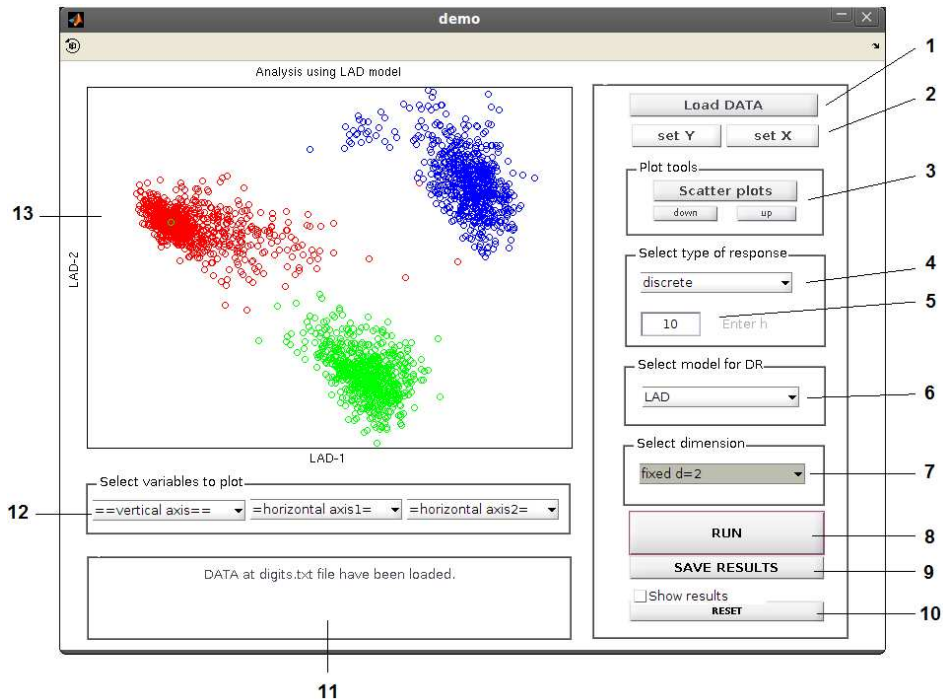 demo
Analysis using LAD model
LAD-2
LAD-1
Select variables to plot
==vertical axis==
=horizontal axis1=
=horizontal axis2=
DATA at digits.txt file have been loaded.
Load DATA
set Y
set X
Plot tools
Scatter plots
down
up
Select type of response
discrete
10
Enter h
Select model for DR
LAD
Select dimension
fixed d=2
RUN
SAVE RESULTS
Show results
RESET
1
2
3
4
5
6
7
8
9
10
11
12
13